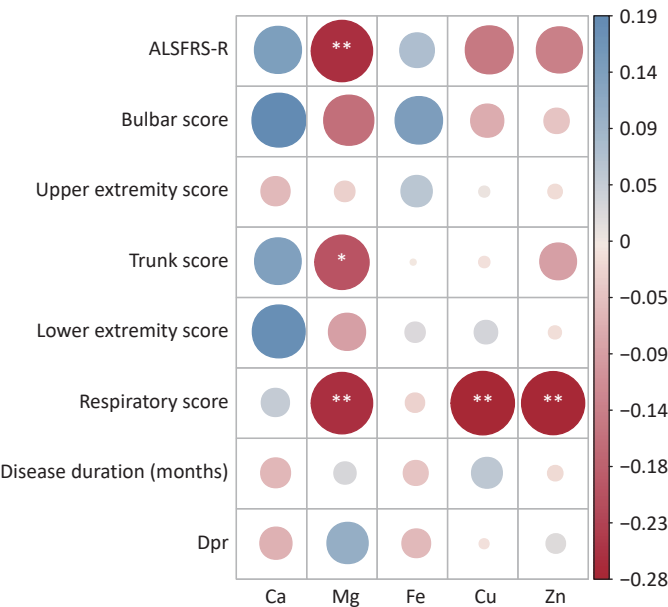 ALSFRS-R ** 
Bulbar score
Upper extremity score
Trunk score *
Lower extremity score
Respiratory score ** ** **
Disease duration (months)
Dpr
Ca Mg Fe Cu Zn
0.19
0.14
0.09
0.05
0
−0.05
−0.09
−0.14
−0.18
−0.23
−0.28